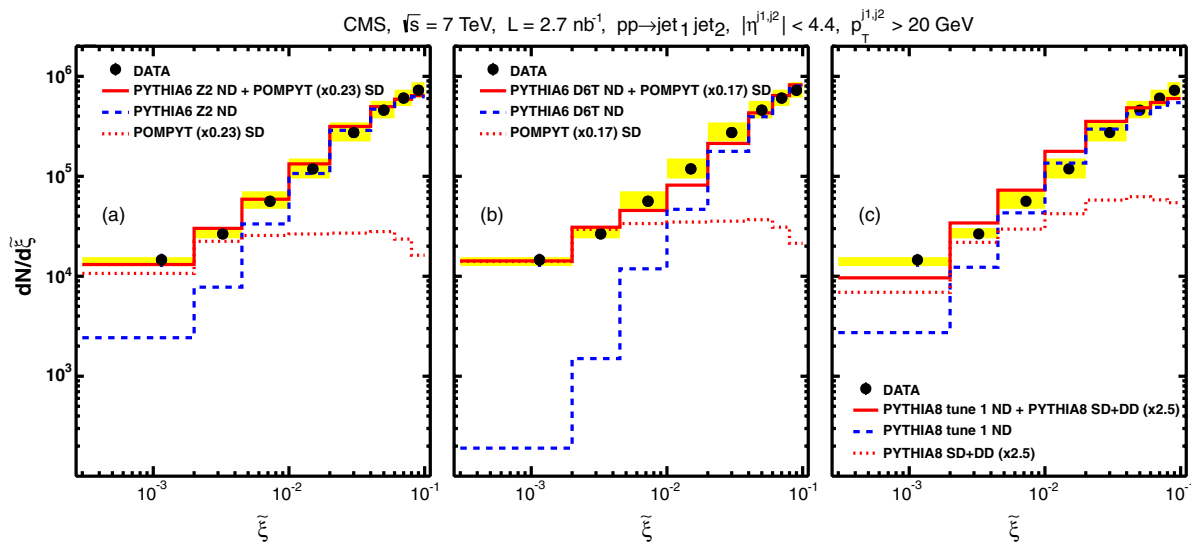 CMS, √s = 7 TeV, L = 2.7 nb⁻¹, pp→jet₁ jet₂, |η^{j1,j2}| < 4.4, p_T^{j1,j2} > 20 GeV
dN/dξ̃
10⁶
10⁵
10⁴
10³
DATA
PYTHIA6 Z2 ND + POMPYT (x0.23) SD
PYTHIA6 Z2 ND
POMPYT (x0.23) SD
(a)
10⁻³ 10⁻² 10⁻¹
ξ̃
DATA
PYTHIA6 D6T ND + POMPYT (x0.17) SD
PYTHIA6 D6T ND
POMPYT (x0.17) SD
(b)
10⁻³ 10⁻² 10⁻¹
ξ̃
(c)
DATA
PYTHIA8 tune 1 ND + PYTHIA8 SD+DD (x2.5)
PYTHIA8 tune 1 ND
PYTHIA8 SD+DD (x2.5)
10⁻³ 10⁻² 10⁻¹
ξ̃